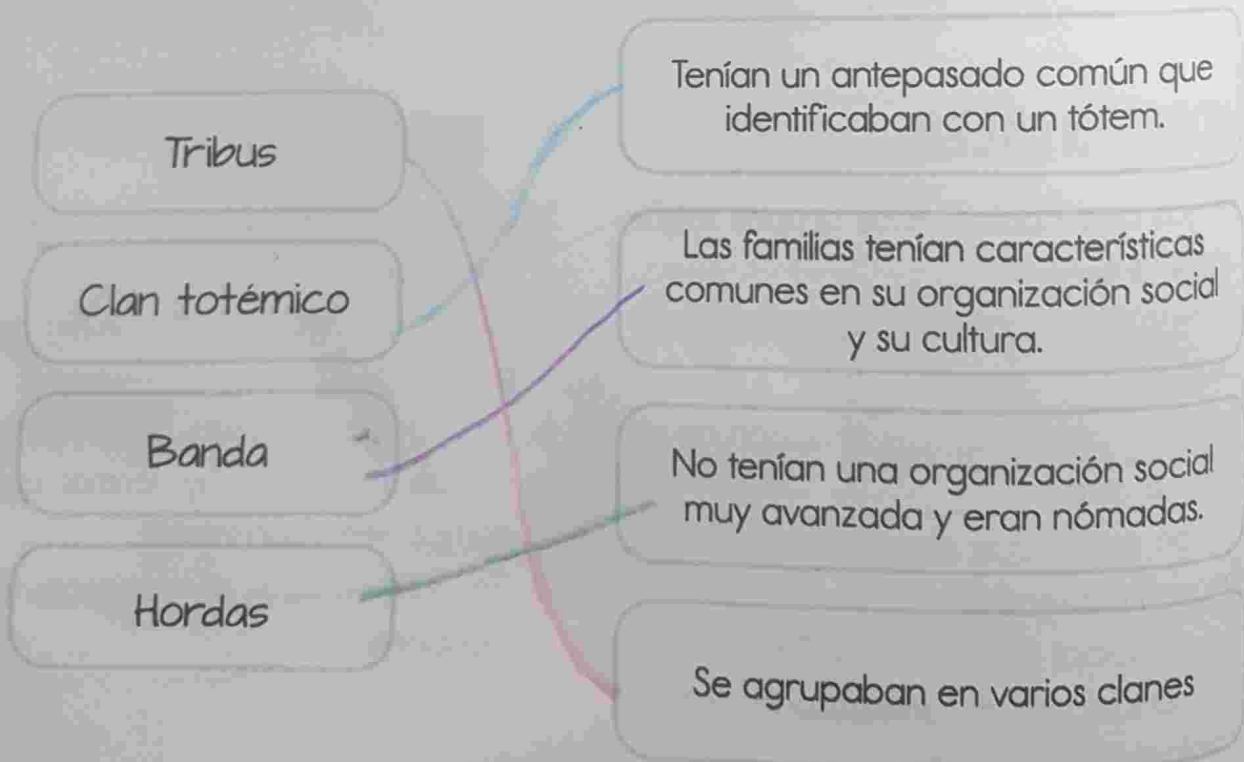 Tribus
Clan totémico
Banda
Hordas
Tenían un antepasado común que
identificaban con un tótem.
Las familias tenían características
comunes en su organización social
y su cultura.
No tenían una organización social
muy avanzada y eran nómadas.
Se agrupaban en varios clanes